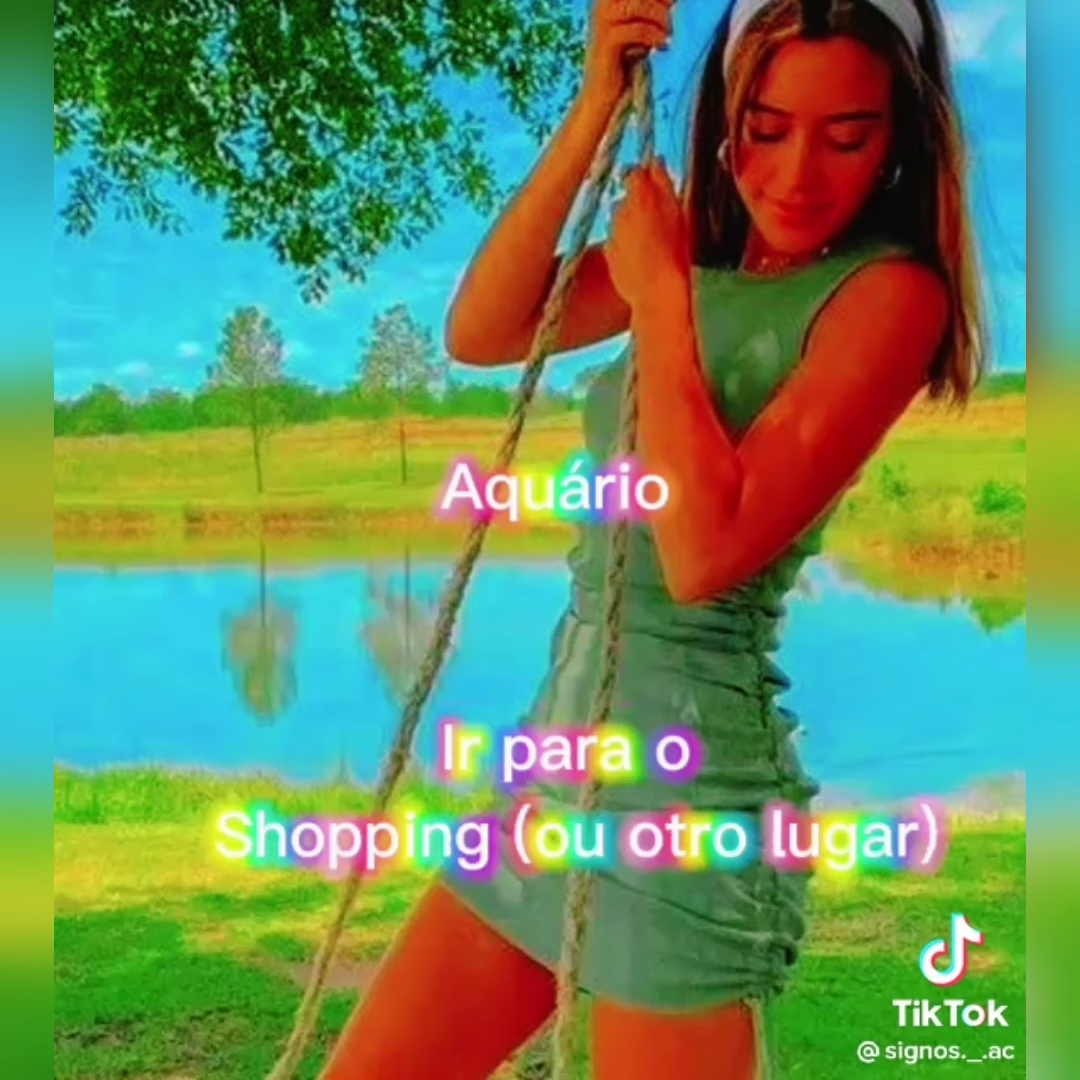 Aquário
Ir para o
Shopping (ou otro lugar)
TikTok
@signos._.ac